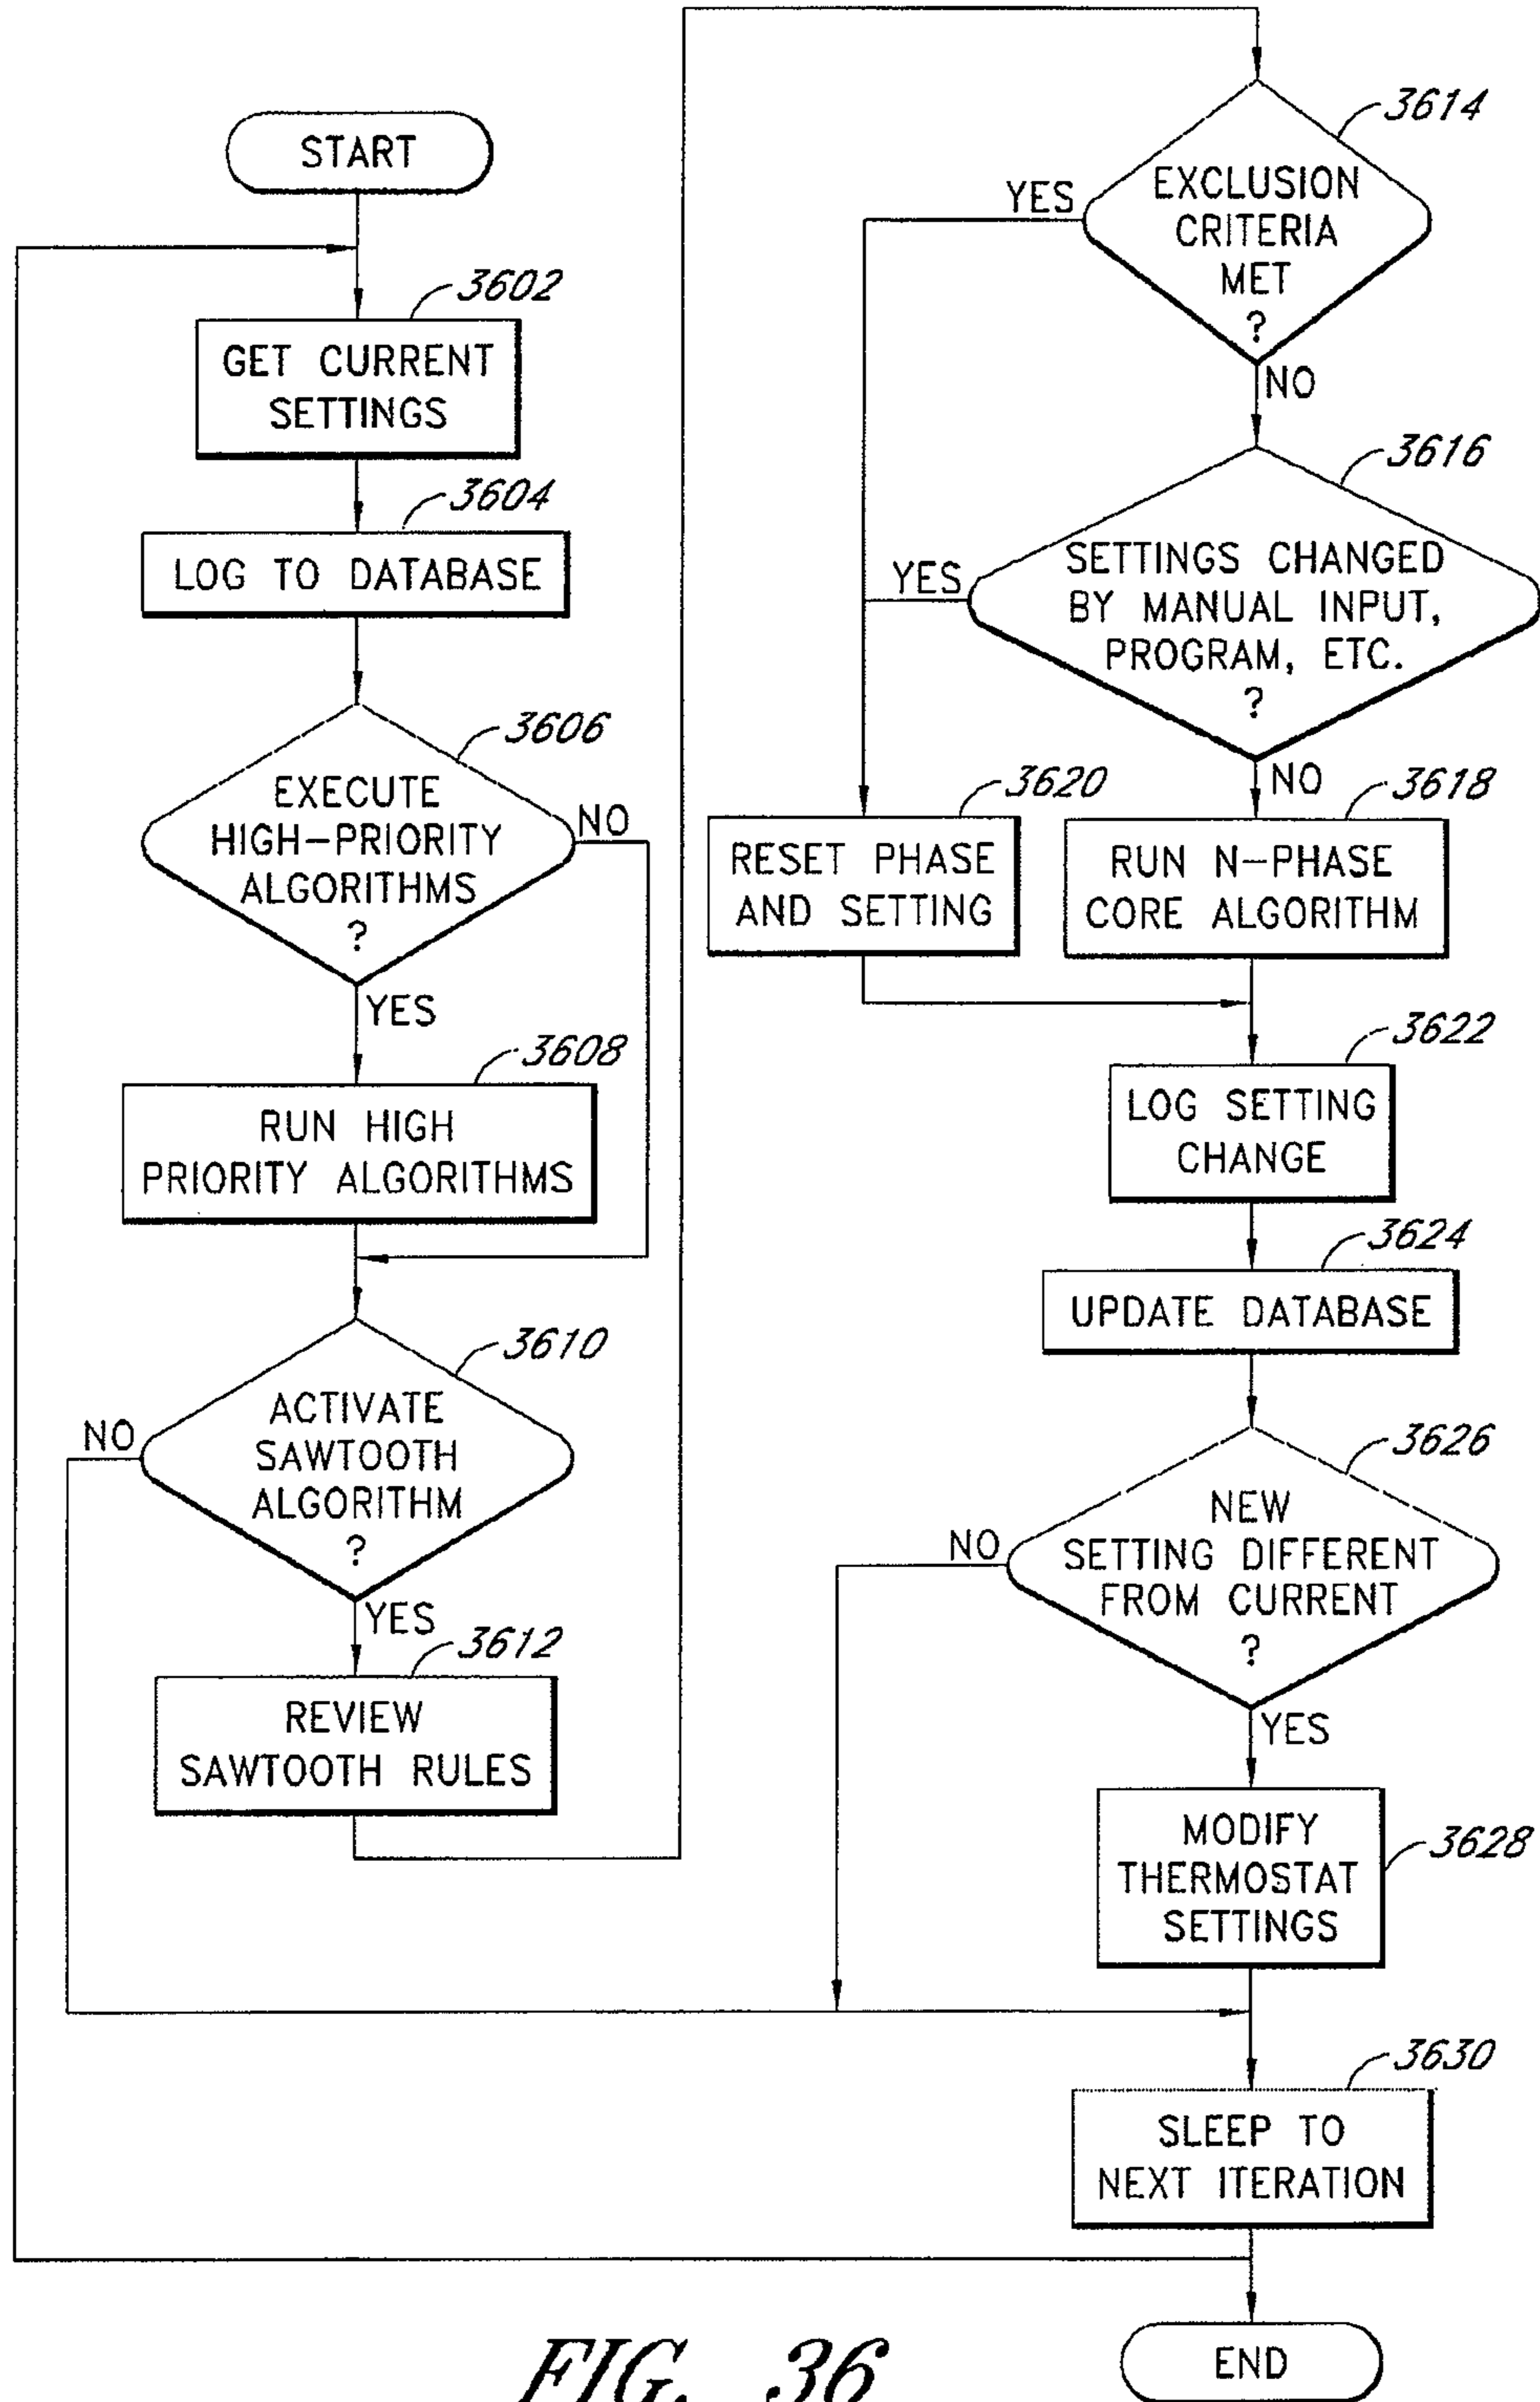 START
3602
GET CURRENT
SETTINGS
3604
LOG TO DATABASE
3606
EXECUTE
HIGH-PRIORITY
ALGORITHMS
?
NO
YES
3608
RUN HIGH
PRIORITY ALGORITHMS
3610
ACTIVATE
SAWTOOTH
ALGORITHM
?
NO
YES
3612
REVIEW
SAWTOOTH RULES
3614
EXCLUSION
CRITERIA
MET
?
YES
NO
3616
SETTINGS CHANGED
BY MANUAL INPUT,
PROGRAM, ETC.
?
YES
NO
3620
RESET PHASE
AND SETTING
3618
RUN N-PHASE
CORE ALGORITHM
3622
LOG SETTING
CHANGE
3624
UPDATE DATABASE
3626
NEW
SETTING DIFFERENT
FROM CURRENT
?
NO
YES
MODIFY
THERMOSTAT
SETTINGS
3628
3630
SLEEP TO
NEXT ITERATION
END
FIG. 36